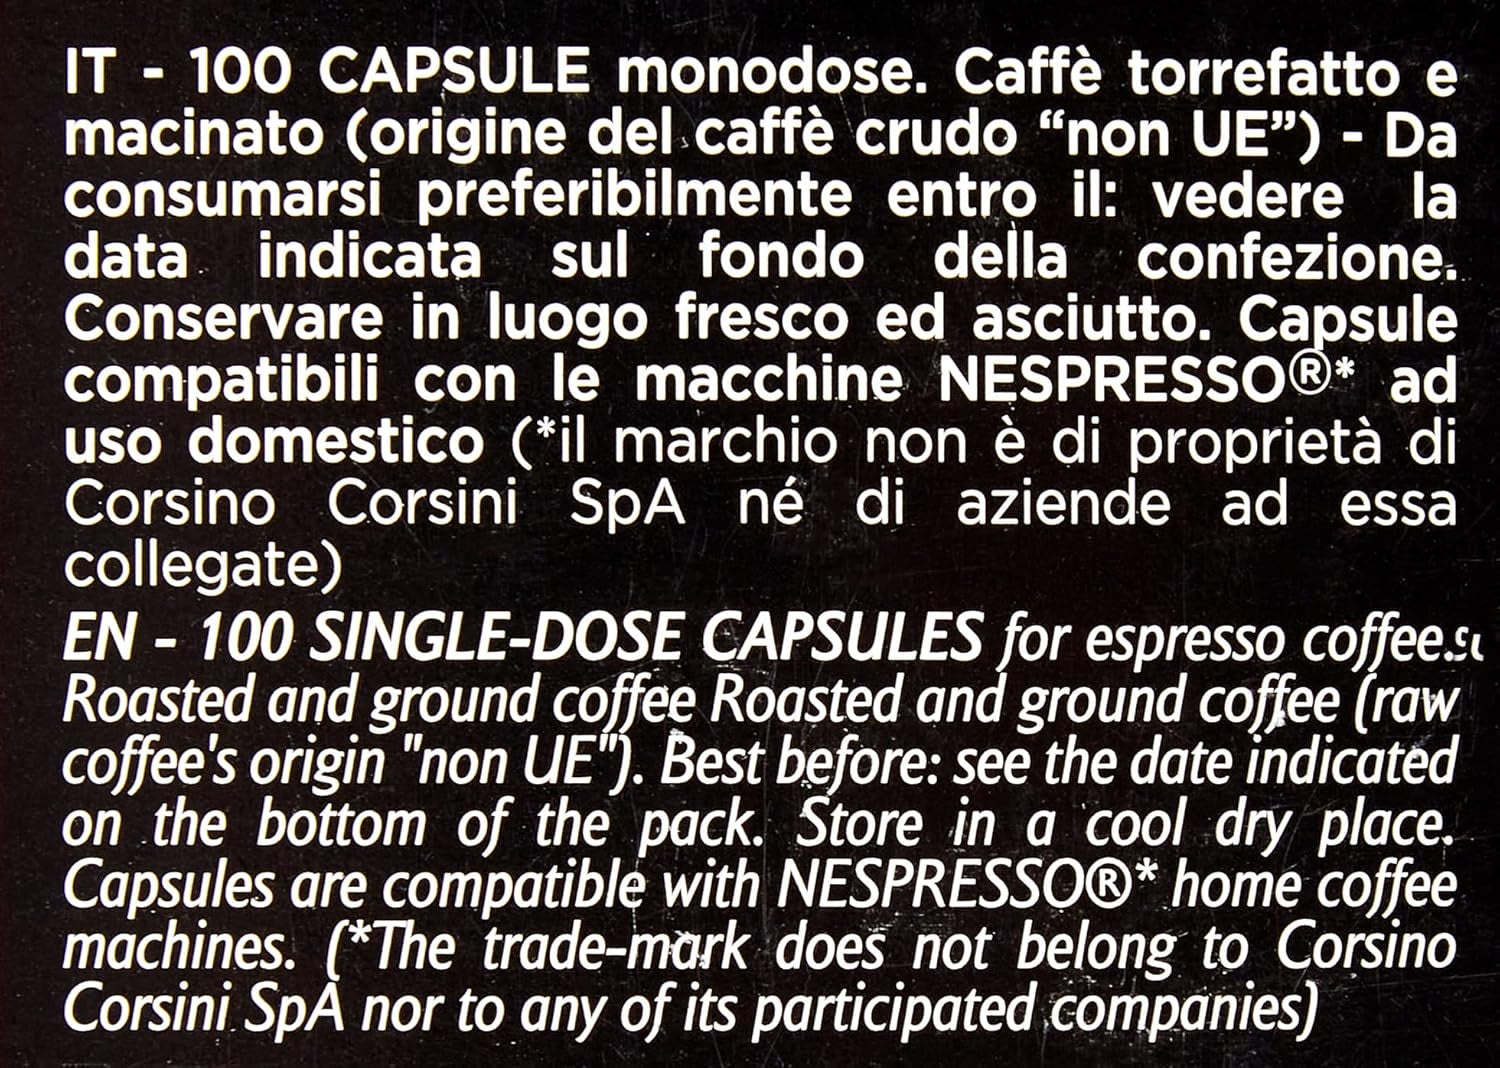 IT - 100 CAPSULE monodose. Caffè torrefatto e
macinato (origine del caffè crudo “non UE”) - Da
consumarsi preferibilmente entro il: vedere la
data indicata sul fondo della confezione.
Conservare in luogo fresco ed asciutto. Capsule
compatibili con le macchine NESPRESSO®* ad
uso domestico (*il marchio non è di proprietà di
Corsino Corsini SpA né di aziende ad essa
collegate)
EN - 100 SINGLE-DOSE CAPSULES for espresso coffee.
Roasted and ground coffee Roasted and ground coffee (raw
coffee's origin "non UE"). Best before: see the date indicated
on the bottom of the pack. Store in a cool dry place.
Capsules are compatible with NESPRESSO®* home coffee
machines. (*The trade-mark does not belong to Corsino
Corsini SpA nor to any of its participated companies)